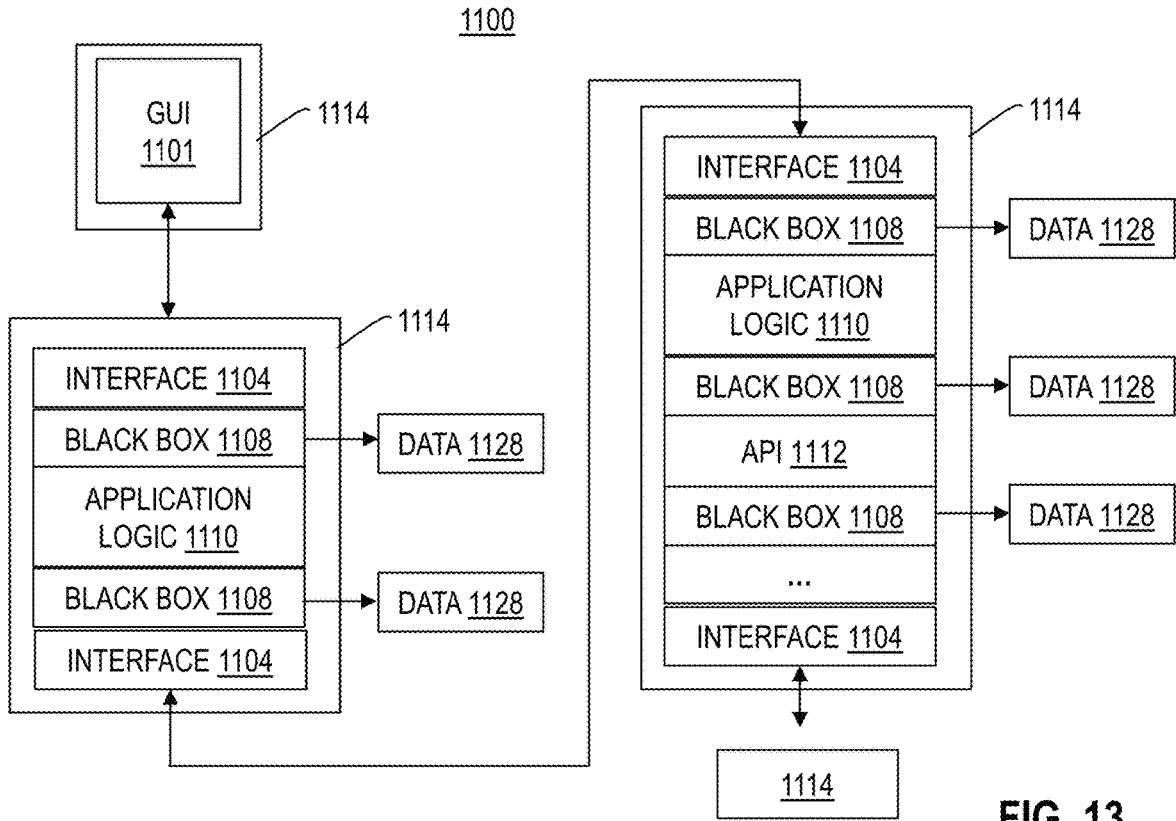 1100
GUI
1101
1114
1114
INTERFACE 1104
BLACK BOX 1108
DATA 1128
APPLICATION
LOGIC 1110
BLACK BOX 1108
DATA 1128
INTERFACE 1104
1114
INTERFACE 1104
BLACK BOX 1108
DATA 1128
APPLICATION
LOGIC 1110
BLACK BOX 1108
DATA 1128
API 1112
BLACK BOX 1108
DATA 1128
...
INTERFACE 1104
1114
FIG. 13